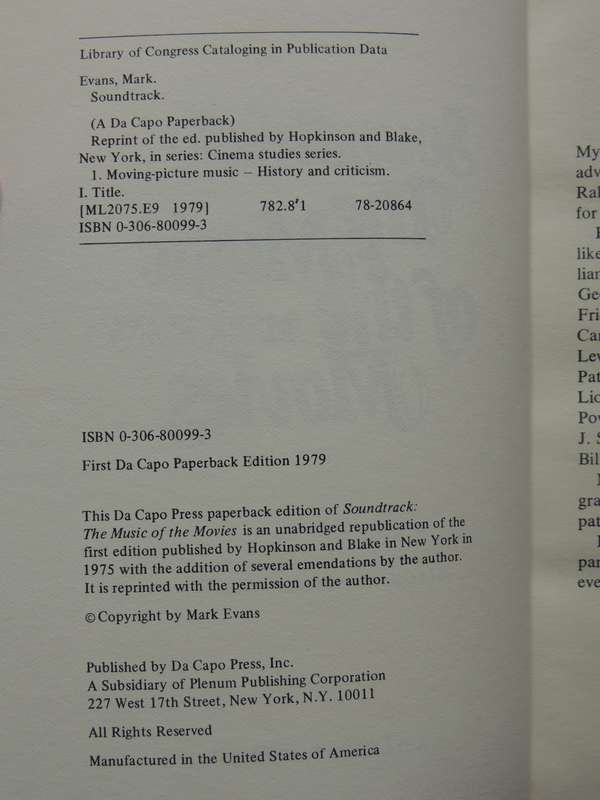 Library of Congress Cataloging in Publication Data
Evans, Mark.
Soundtrack.
(A Da Capo Paperback)
Reprint of the ed. published by Hopkinson and Blake,
New York, in series: Cinema studies series.
1. Moving-picture music – History and criticism.
I. Title.
[ML2075.E9 1979] 782.8'1 78-20864
ISBN 0-306-80099-3
ISBN 0-306-80099-3
First Da Capo Paperback Edition 1979
This Da Capo Press paperback edition of Soundtrack:
The Music of the Movies is an unabridged republication of the
first edition published by Hopkinson and Blake in New York in
1975 with the addition of several emendations by the author.
It is reprinted with the permission of the author.
© Copyright by Mark Evans
Published by Da Capo Press, Inc.
A Subsidiary of Plenum Publishing Corporation
227 West 17th Street, New York, N.Y. 10011
All Rights Reserved
Manufactured in the United States of America
My
for